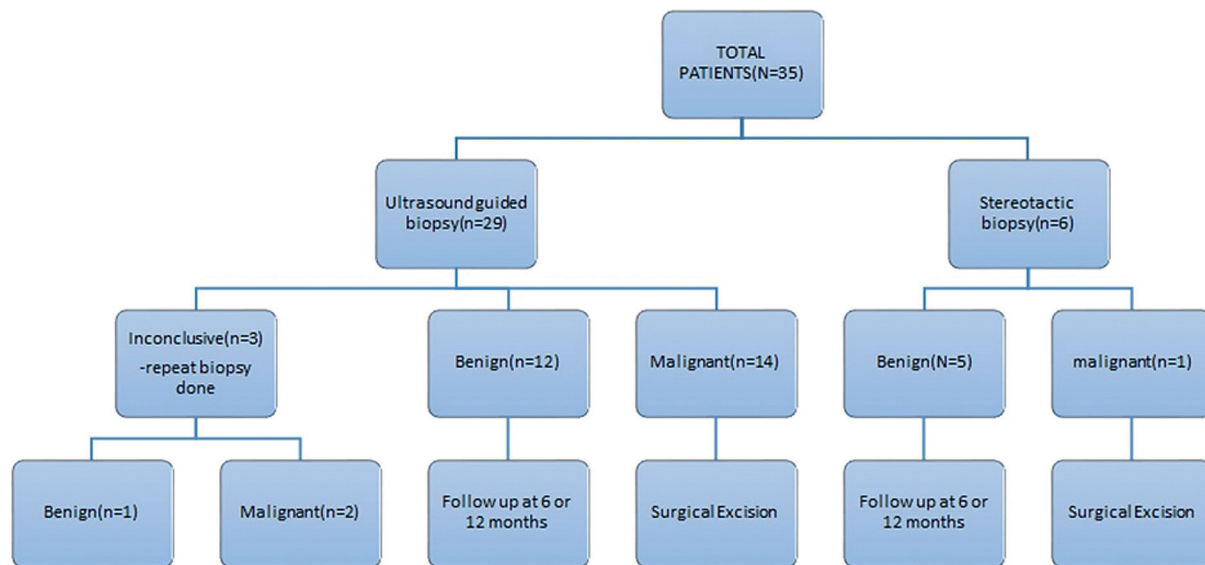 TOTAL
PATIENTS(N=35)
Ultrasound guided
biopsy(n=29)
Stereotactic
biopsy(n=6)
Inconclusive(n=3)
-repeat biopsy
done
Benign(n=12)
Malignant(n=14)
Benign(N=5)
malignant(n=1)
Benign(n=1)
Malignant(n=2)
Follow up at 6 or
12 months
Surgical Excision
Follow up at 6 or
12 months
Surgical Excision